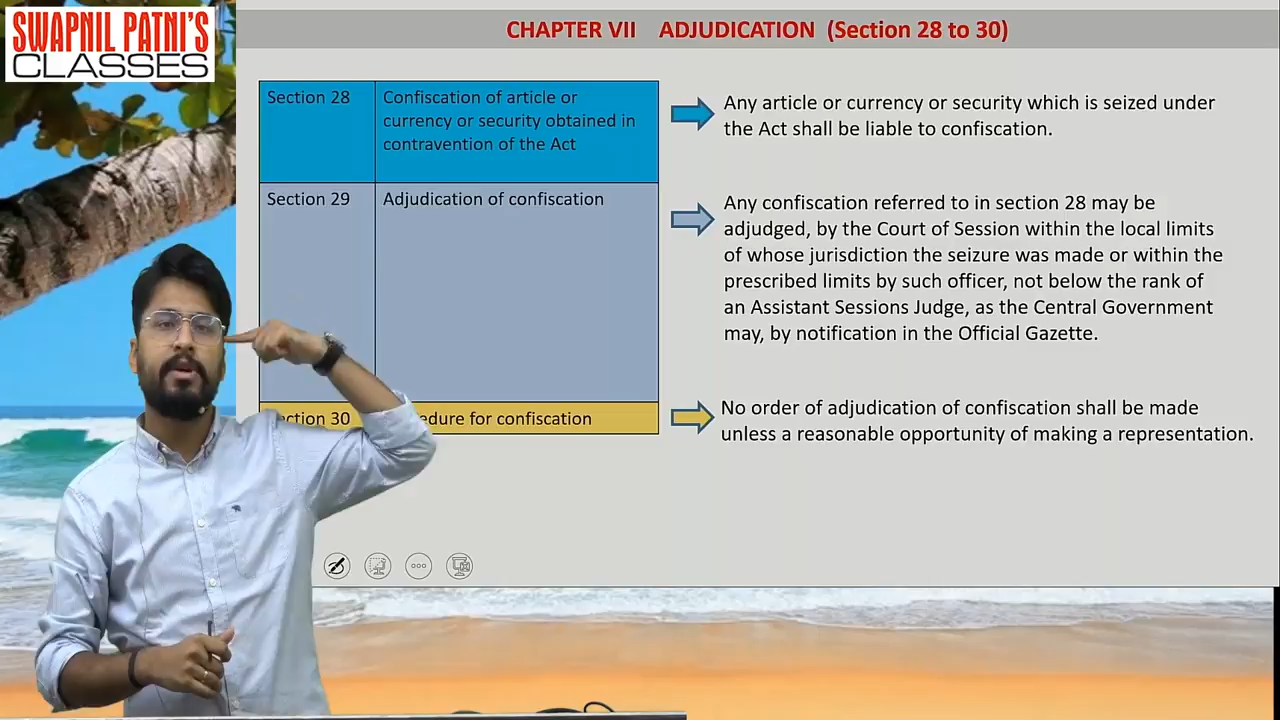 SWAPNIL PATNI'S
CLASSES
CHAPTER VII ADJUDICATION (Section 28 to 30)
Section 28
Confiscation of article or
currency or security obtained in
contravention of the Act
Any article or currency or security which is seized under
the Act shall be liable to confiscation.
Section 29
Adjudication of confiscation
Any confiscation referred to in section 28 may be
adjudged, by the Court of Session within the local limits
of whose jurisdiction the seizure was made or within the
prescribed limits by such officer, not below the rank of
an Assistant Sessions Judge, as the Central Government
may, by notification in the Official Gazette.
ection 30
edure for confiscation
No order of adjudication of confiscation shall be made
unless a reasonable opportunity of making a representation.